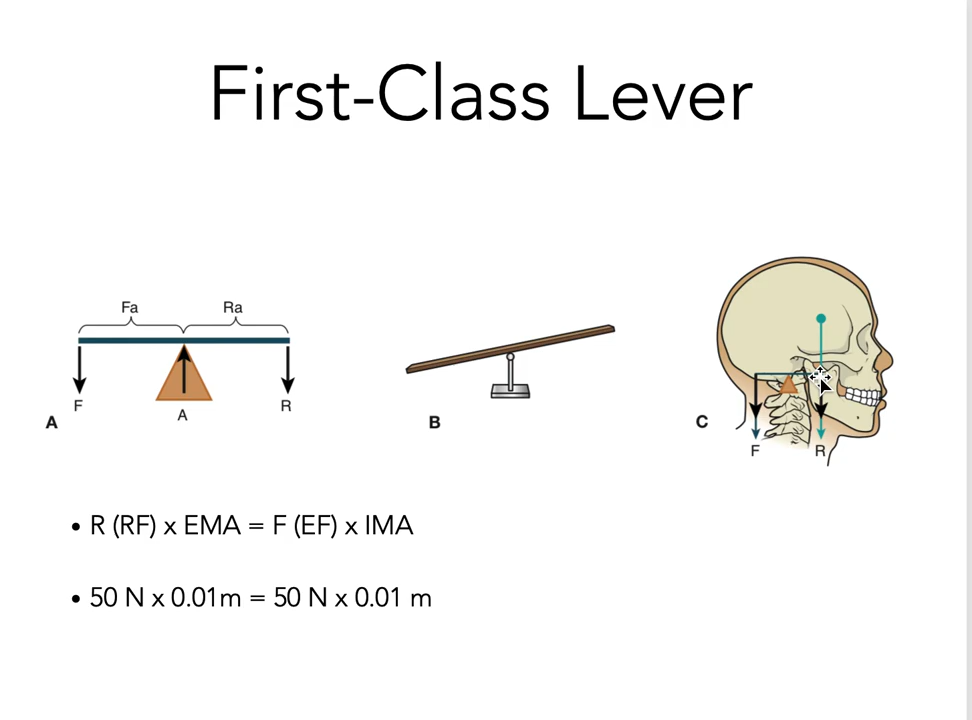 First-Class Lever
Fa Ra
F A R
A
B
F R
C
• R (RF) x EMA = F (EF) x IMA
• 50 N x 0.01m = 50 N x 0.01 m